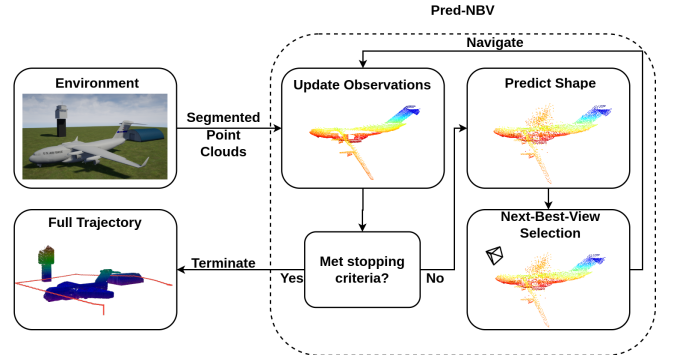 Pred-NBV
Navigate
Environment
Segmented
Point
Clouds
Update Observations
Predict Shape
Full Trajectory
Terminate
Yes
Met stopping
criteria?
No
Next-Best-View
Selection